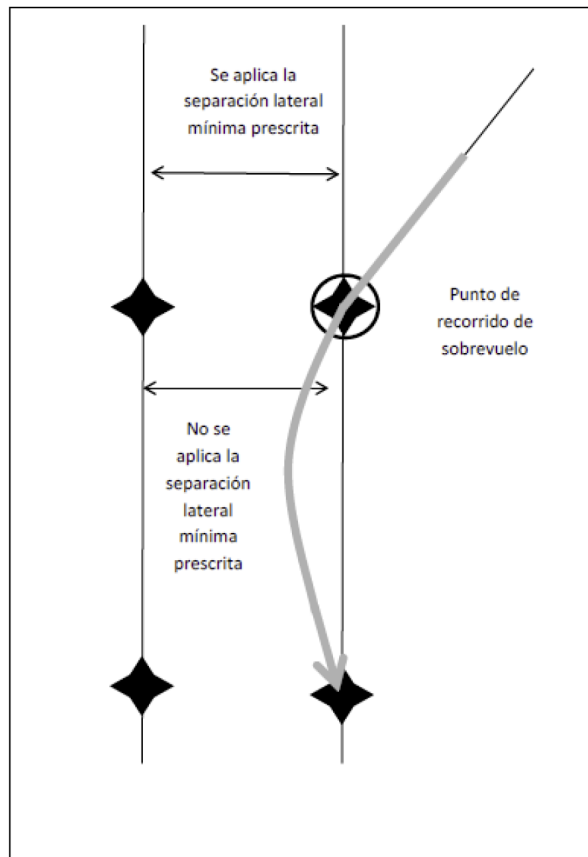 Se aplica la
separación lateral
mínima prescrita
Punto de
recorrido de
sobrevuelo
No se
aplica la
separación
lateral
mínima
prescrita